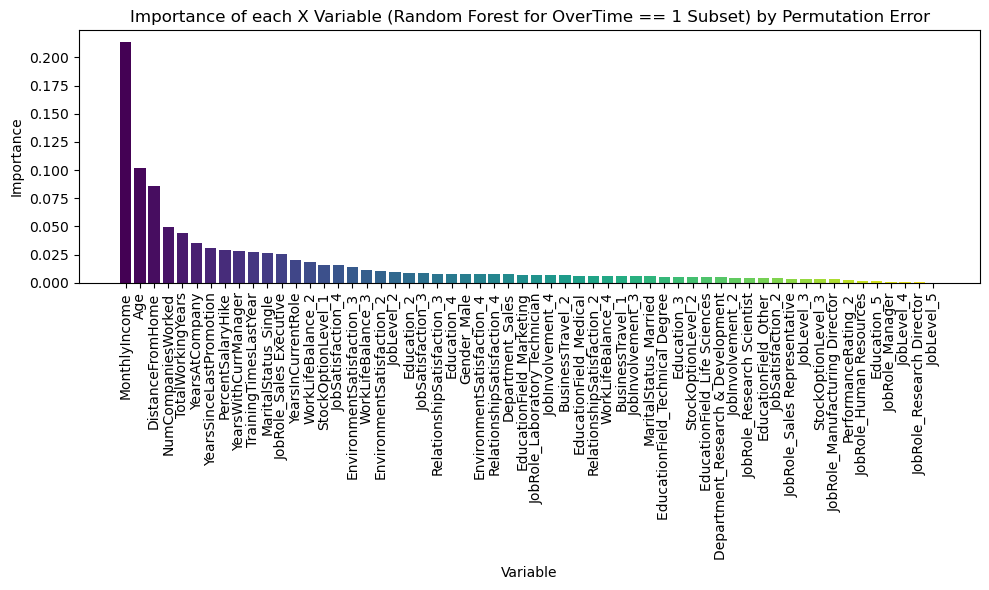 Importance of each X Variable (Random Forest for OverTime == 1 Subset) by Permutation Error
Importance
0.200
0.175
0.150
0.125
0.100
0.075
0.050
0.025
0.000
MonthlyIncome
Age
DistanceFromHome
NumCompaniesWorked
TotalWorkingYears
YearsAtCompany
YearsSinceLastPromotion
PercentSalaryHike
YearsWithCurrManager
TrainingTimesLastYear
MaritalStatus_Single
JobRole_Sales Executive
YearsInCurrentRole
WorkLifeBalance_2
StockOptionLevel_1
JobSatisfaction_4
EnvironmentSatisfaction_3
WorkLifeBalance_3
EnvironmentSatisfaction_2
JobLevel_2
Education_2
JobSatisfaction_3
RelationshipSatisfaction_3
Education_4
Gender_Male
EnvironmentSatisfaction_4
RelationshipSatisfaction_4
Department_Sales
EducationField_Marketing
JobRole_Laboratory Technician
JobInvolvement_4
BusinessTravel_2
EducationField_Medical
RelationshipSatisfaction_2
WorkLifeBalance_4
BusinessTravel_1
JobInvolvement_3
MaritalStatus_Married
EducationField_Technical Degree
Education_3
StockOptionLevel_2
EducationField_Life Sciences
Department_Research & Development
JobInvolvement_2
JobRole_Research Scientist
EducationField_Other
JobSatisfaction_2
JobRole_Sales Representative
JobLevel_3
StockOptionLevel_3
JobRole_Manufacturing Director
PerformanceRating_2
JobRole_Human Resources
Education_5
JobRole_Manager
JobLevel_4
JobRole_Research Director
JobLevel_5
Variable